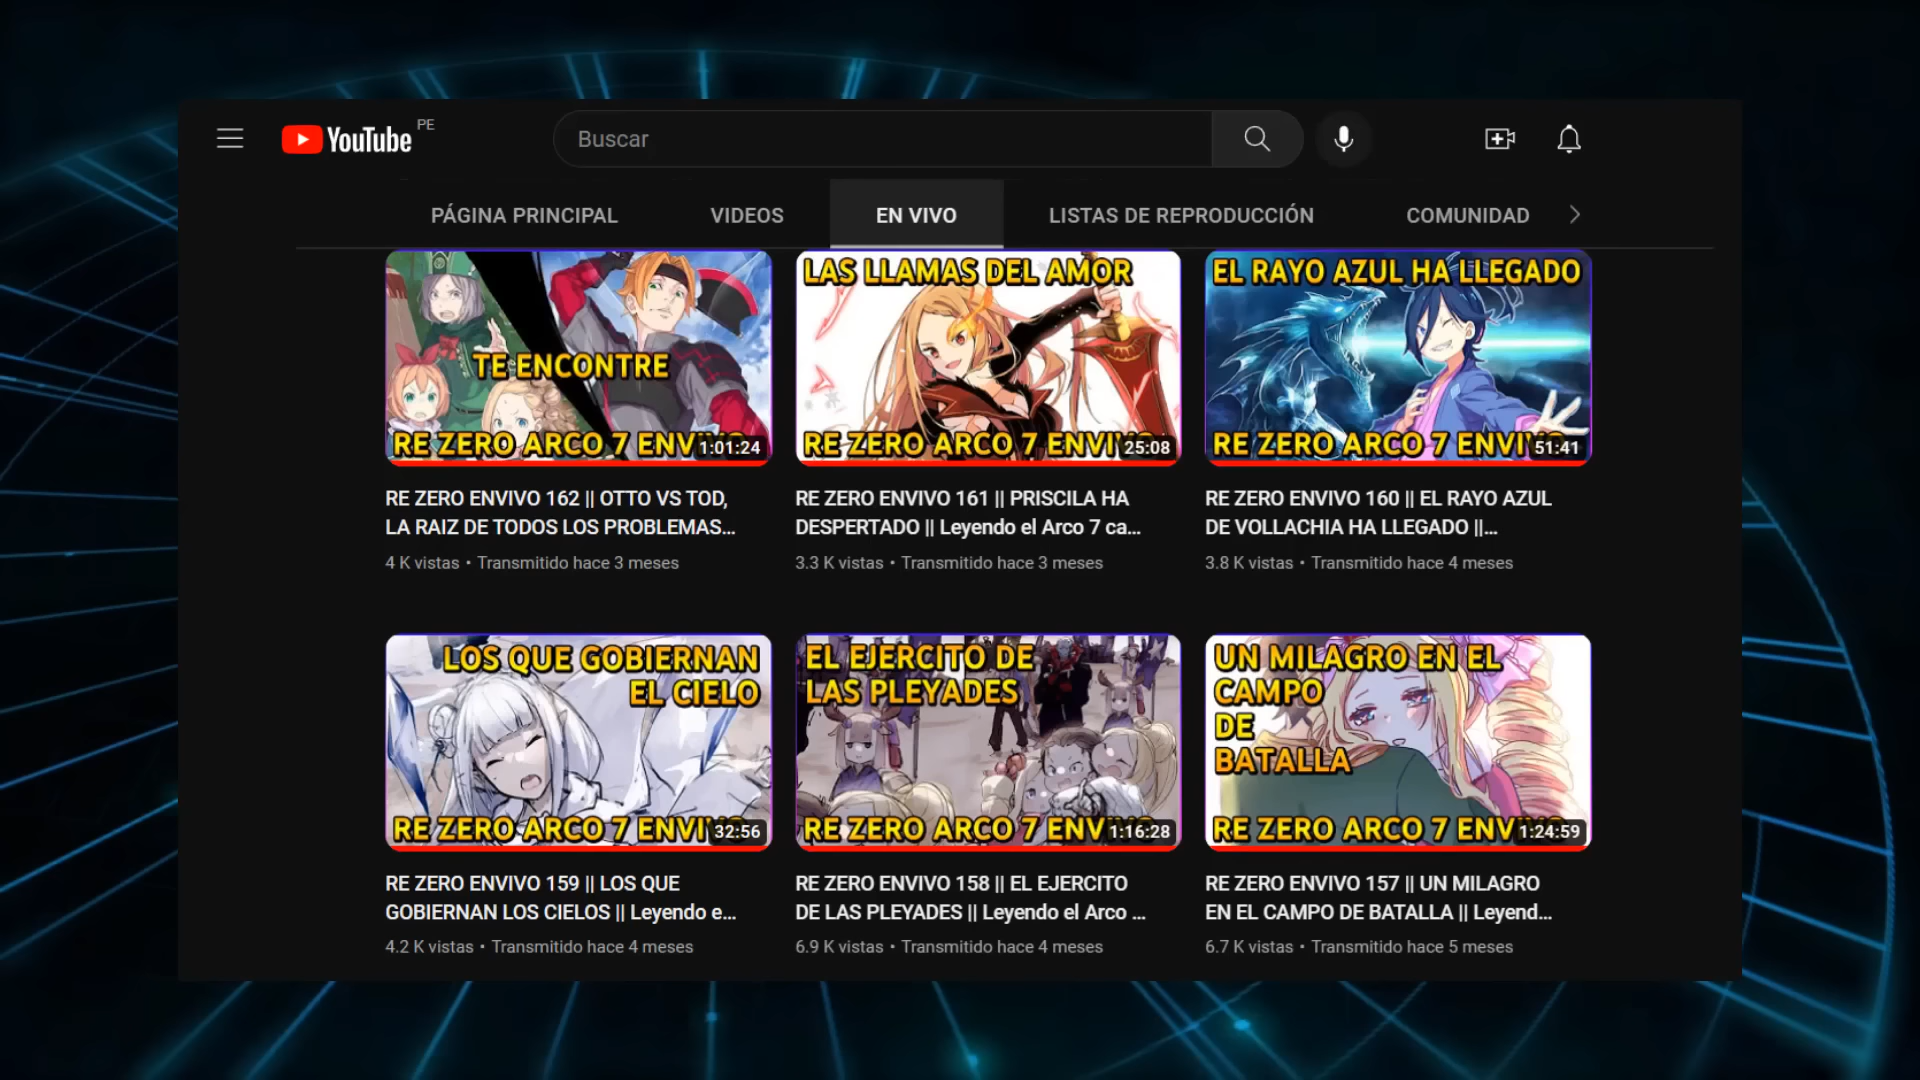 YouTube PE
Buscar
PÁGINA PRINCIPAL
VIDEOS
EN VIVO
LISTAS DE REPRODUCCIÓN
COMUNIDAD
TE ENCONTRE
RE ZERO ARCO 7 ENVIVO
1:01:24
LAS LLAMAS DEL AMOR
RE ZERO ARCO 7 ENVIVO
25:08
EL RAYO AZUL HA LLEGADO
RE ZERO ARCO 7 ENVIVO
51:41
RE ZERO ENVIVO 162 || OTTO VS TOD,
LA RAIZ DE TODOS LOS PROBLEMAS...
4 K vistas • Transmitido hace 3 meses
RE ZERO ENVIVO 161 || PRISCILA HA
DESPERTADO || Leyendo el Arco 7 ca...
3.3 K vistas • Transmitido hace 3 meses
RE ZERO ENVIVO 160 || EL RAYO AZUL
DE VOLLACHIA HA LLEGADO ||...
3.8 K vistas • Transmitido hace 4 meses
LOS QUE GOBIERNAN
EL CIELO
RE ZERO ARCO 7 ENVIVO
32:56
EL EJERCITO DE
LAS PLEYADES
RE ZERO ARCO 7 ENVIVO
1:16:28
UN MILAGRO EN EL
CAMPO
DE
BATALLA
RE ZERO ARCO 7 ENVIVO
1:24:59
RE ZERO ENVIVO 159 || LOS QUE
GOBIERNAN LOS CIELOS || Leyendo e...
4.2 K vistas • Transmitido hace 4 meses
RE ZERO ENVIVO 158 || EL EJERCITO
DE LAS PLEYADES || Leyendo el Arco ...
6.9 K vistas • Transmitido hace 4 meses
RE ZERO ENVIVO 157 || UN MILAGRO
EN EL CAMPO DE BATALLA || Leyend...
6.7 K vistas • Transmitido hace 5 meses